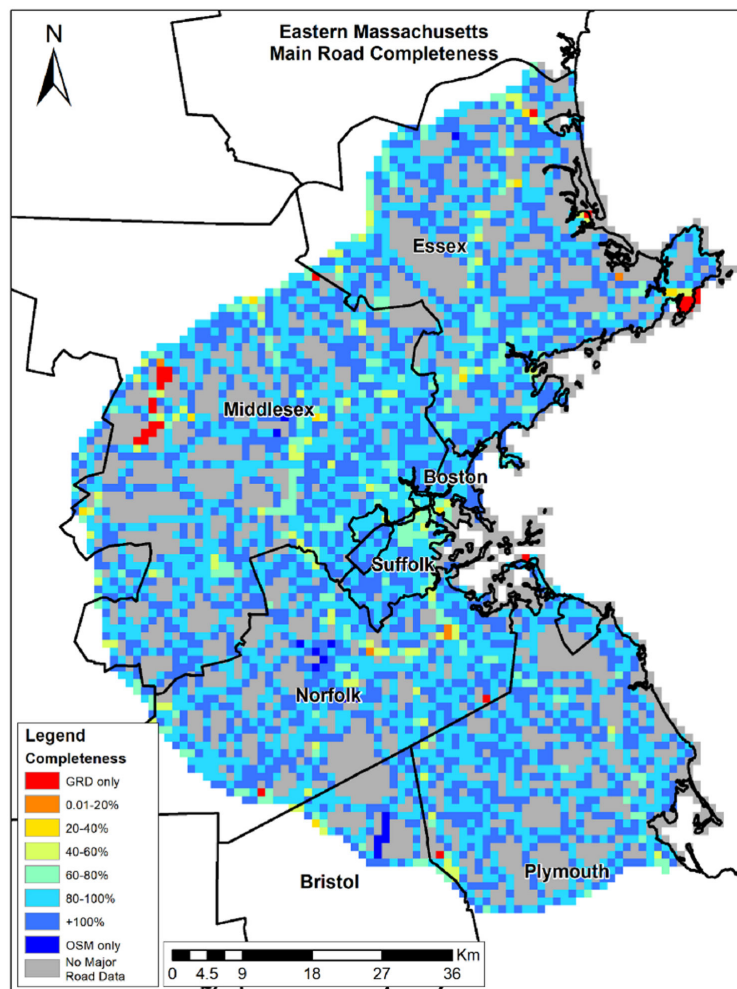 Eastern Massachusetts
Main Road Completeness
N
Essex
Middlesex
Boston
Suffolk
Norfolk
Bristol
Plymouth
Legend
Completeness
GRD only
0.01-20%
20-40%
40-60%
60-80%
80-100%
+100%
OSM only
No Major
Road Data
Km
0 4.5 9 18 27 36